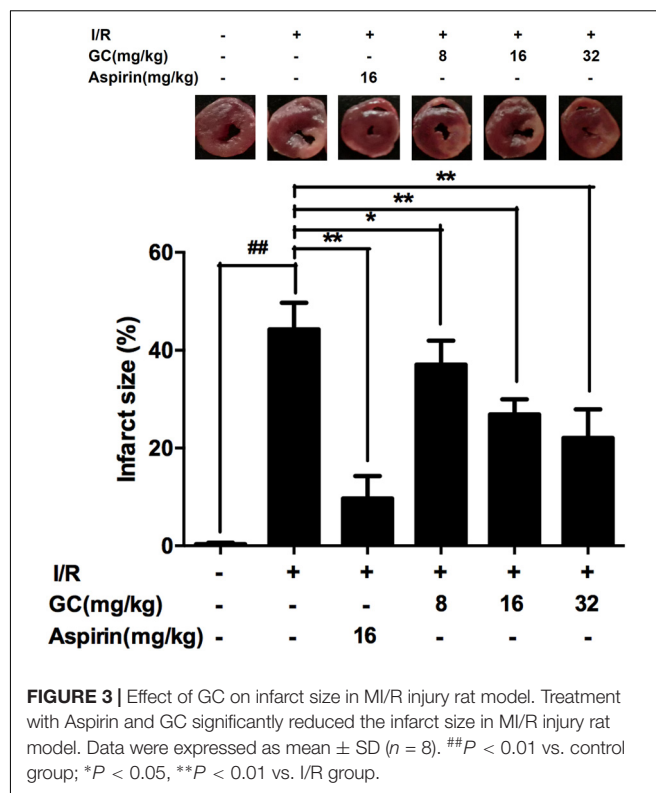 I/R - + + + + +
GC(mg/kg) - - - 8 16 32
Aspirin(mg/kg) - - 16 - - -
**
**
*
## **
60
40
20
0
Infarct size (%)
I/R - + + + + +
GC(mg/kg) - - - 8 16 32
Aspirin(mg/kg) - - 16 - - -
FIGURE 3 | Effect of GC on infarct size in MI/R injury rat model. Treatment
with Aspirin and GC significantly reduced the infarct size in MI/R injury rat
model. Data were expressed as mean ± SD (n = 8). ##P < 0.01 vs. control
group; *P < 0.05, **P < 0.01 vs. I/R group.